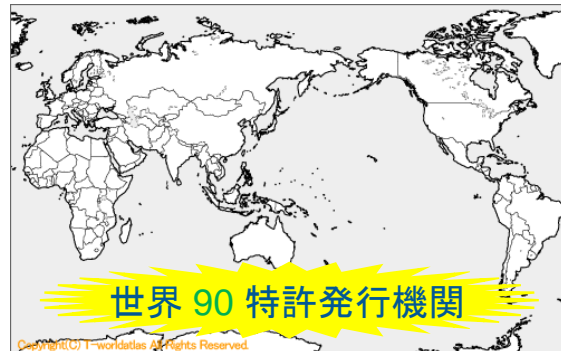 世界 90 特許発行機関
Copyright(C) T-worldatlas All Rights Reserved.